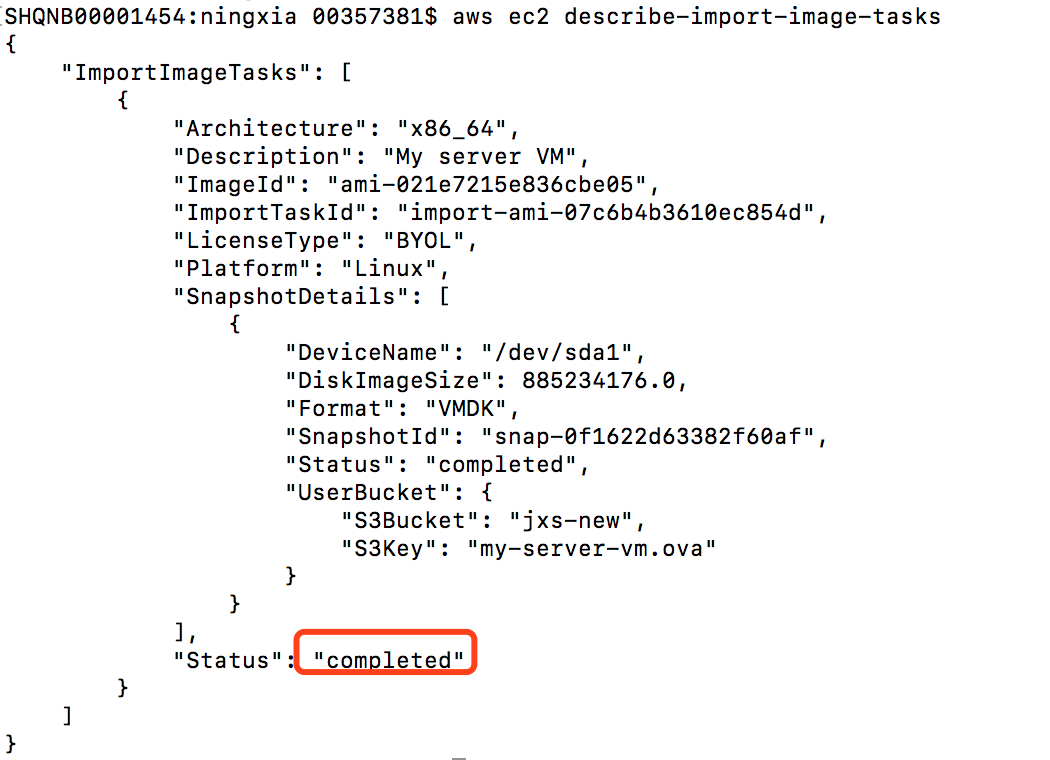 SHQNB00001454:ningxia 00357381$ aws ec2 describe-import-image-tasks
{
    "ImportImageTasks": [
        {
            "Architecture": "x86_64",
            "Description": "My server VM",
            "ImageId": "ami-021e7215e836cbe05",
            "ImportTaskId": "import-ami-07c6b4b3610ec854d",
            "LicenseType": "BYOL",
            "Platform": "Linux",
            "SnapshotDetails": [
                {
                    "DeviceName": "/dev/sda1",
                    "DiskImageSize": 885234176.0,
                    "Format": "VMDK",
                    "SnapshotId": "snap-0f1622d63382f60af",
                    "Status": "completed",
                    "UserBucket": {
                        "S3Bucket": "jxs-new",
                        "S3Key": "my-server-vm.ova"
                    }
                }
            ],
            "Status": "completed"
        }
    ]
}